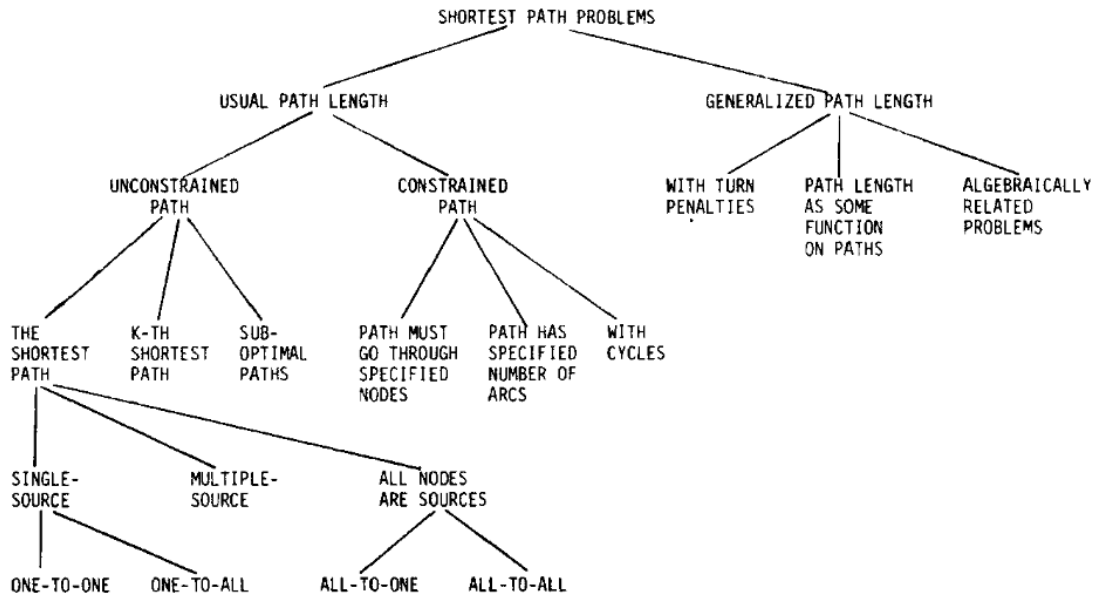 SHORTEST PATH PROBLEMS
USUAL PATH LENGTH
GENERALIZED PATH LENGTH
UNCONSTRAINED
PATH
CONSTRAINED
PATH
WITH TURN
PENALTIES
PATH LENGTH
AS SOME
FUNCTION
ON PATHS
ALGEBRAICALLY
RELATED
PROBLEMS
THE
SHORTEST
PATH
K-TH
SHORTEST
PATH
SUB-
OPTIMAL
PATHS
PATH MUST
GO THROUGH
SPECIFIED
NODES
PATH HAS
SPECIFIED
NUMBER OF
ARCS
WITH
CYCLES
SINGLE-
SOURCE
MULTIPLE-
SOURCE
ALL NODES
ARE SOURCES
ONE-TO-ONE
ONE-TO-ALL
ALL-TO-ONE
ALL-TO-ALL